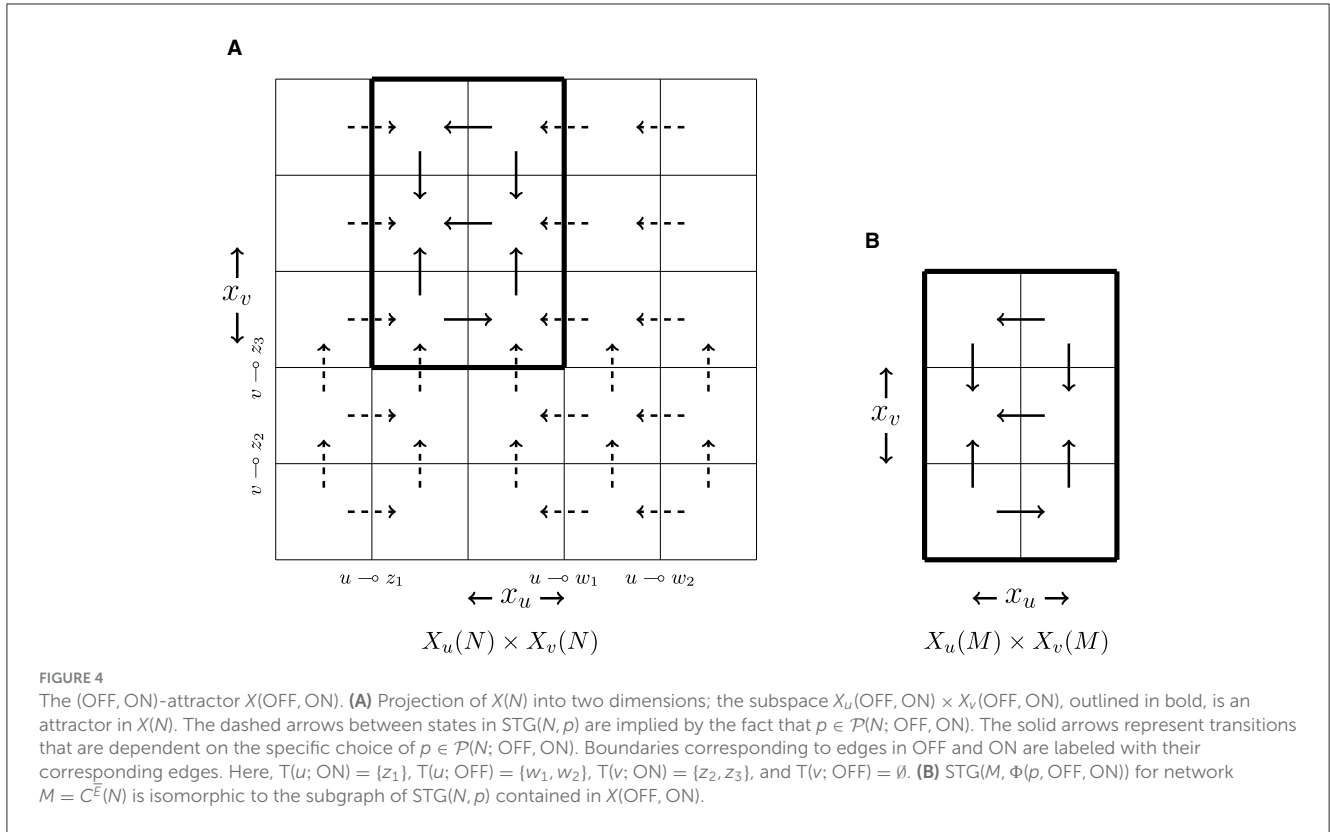 A
B
x_v
v ⊸ z_3
v ⊸ z_2
u ⊸ z_1
u ⊸ w_1
u ⊸ w_2
← x_u →
X_u(N) × X_v(N)
x_v
← x_u →
X_u(M) × X_v(M)
FIGURE 4
The (OFF, ON)-attractor X(OFF, ON). (A) Projection of X(N) into two dimensions; the subspace X_u(OFF, ON) × X_v(OFF, ON), outlined in bold, is an
attractor in X(N). The dashed arrows between states in STG(N, p) are implied by the fact that p ∈ 𝒫(N; OFF, ON). The solid arrows represent transitions
that are dependent on the specific choice of p ∈ 𝒫(N; OFF, ON). Boundaries corresponding to edges in OFF and ON are labeled with their
corresponding edges. Here, T(u; ON) = {z_1}, T(u; OFF) = {w_1, w_2}, T(v; ON) = {z_2, z_3}, and T(v; OFF) = ∅. (B) STG(M, Φ(p, OFF, ON)) for network
M = C^Ē(N) is isomorphic to the subgraph of STG(N, p) contained in X(OFF, ON).